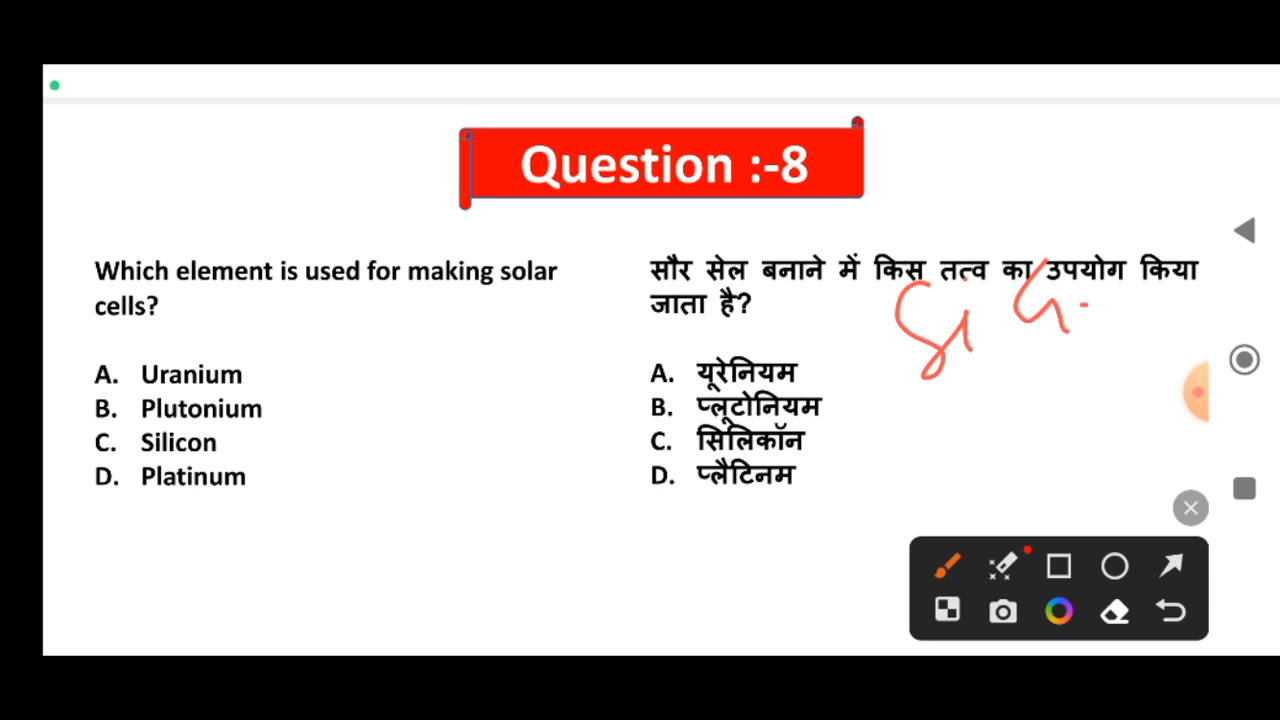 Question :-8
Which element is used for making solar
cells?
A. Uranium
B. Plutonium
C. Silicon
D. Platinum
सौर सेल बनाने में किस तत्व का उपयोग किया
जाता है?
Si
A. यूरेनियम
B. प्लूटोनियम
C. सिलिकॉन
D. प्लैटिनम